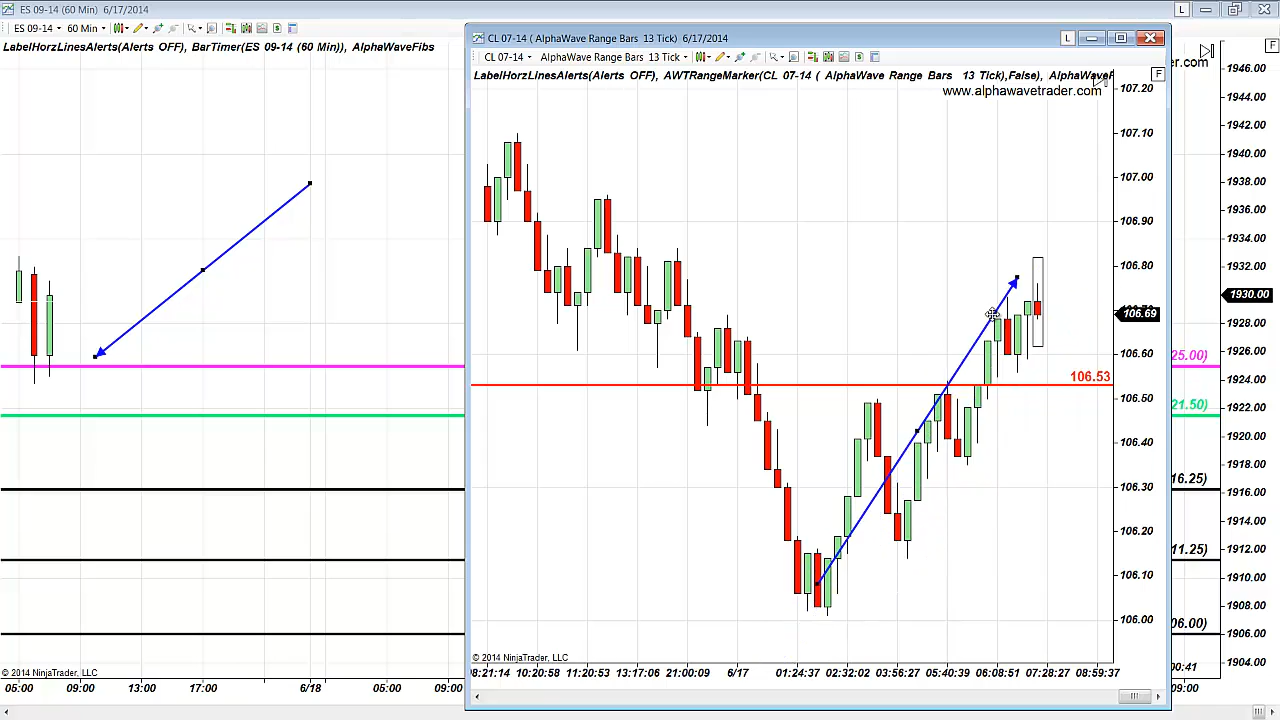 ES 09-14 (60 Min) 6/17/2014
L
ES 09-14 60 Min
LabelHorzLinesAlerts(Alerts OFF), BarTimer(ES 09-14 (60 Min)), AlphaWaveFibs
F
er.com
CL 07-14 ( AlphaWave Range Bars 13 Tick) 6/17/2014
L
CL 07-14 AlphaWave Range Bars 13 Tick
LabelHorzLinesAlerts(Alerts OFF), AWTRangeMarker(CL 07-14 ( AlphaWave Range Bars 13 Tick),False), AlphaWaveF
F
www.alphawavetrader.com
107.20
107.10
107.00
106.90
106.80
106.69
106.60
106.53
106.50
106.40
106.30
106.20
106.10
106.00
1946.00
1944.00
1942.00
1940.00
1938.00
1936.00
1934.00
1932.00
1930.00
1928.00
1926.00
1924.00
1922.00
1920.00
1918.00
1916.00
1914.00
1912.00
1910.00
1908.00
1906.00
1904.00
25.00)
21.50)
16.25)
11.25)
06.00)
00:41
© 2014 NinjaTrader, LLC
8:21:14 10:20:58 11:20:53 13:17:06 21:00:09 6/17 01:24:37 02:32:02 03:56:27 05:40:39 06:08:51 07:28:27 08:59:37
© 2014 NinjaTrader, LLC
05:00 09:00 13:00 17:00 6/18 05:00 09:00 09:00